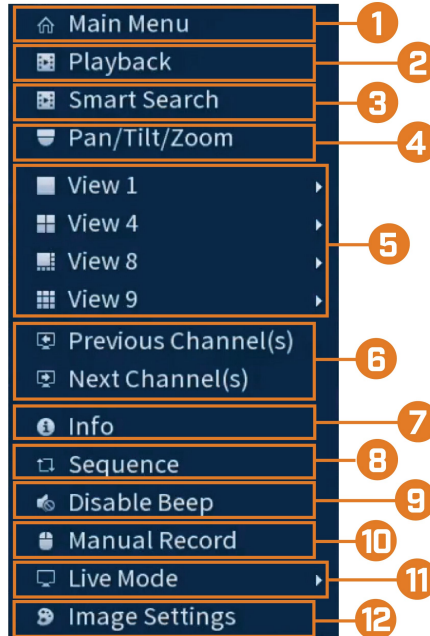 Main Menu 1
Playback 2
Smart Search 3
Pan/Tilt/Zoom 4
View 1
View 4
5
View 8
View 9
Previous Channel(s)
6
Next Channel(s)
Info 7
Sequence 8
Disable Beep 9
Manual Record 10
Live Mode 11
Image Settings 12